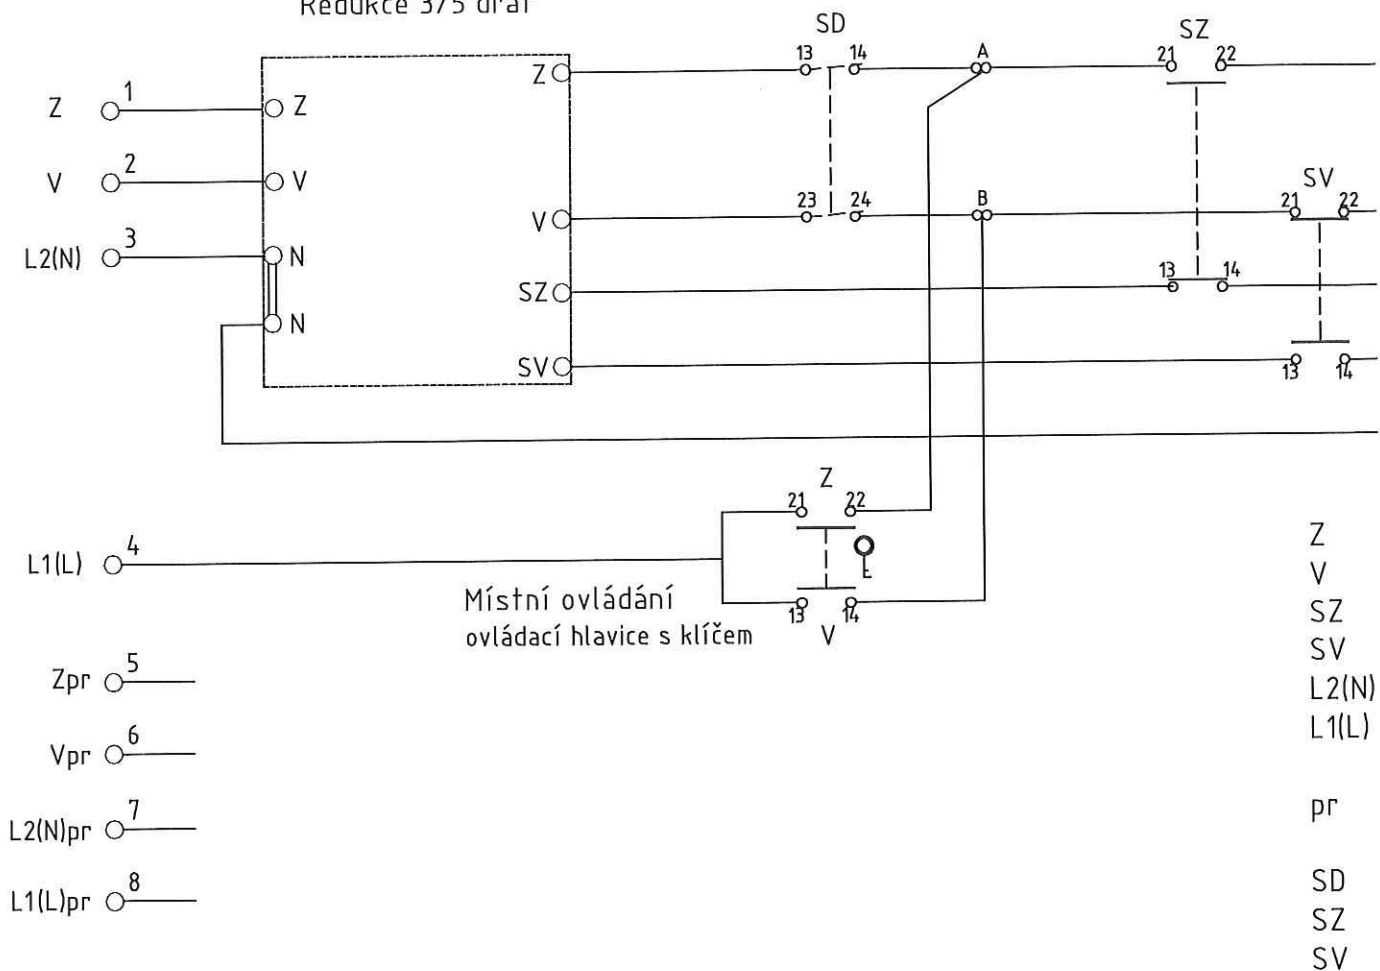 Redukce 3/5 drát
SD
SZ
13 14 A 21 22
Z
Z 1 Z
V 2 V
23 24 B
V
SV
21 22
L2(N) 3 N
SZ
13 14
N
SV
13 14
Z
21 22
L1(L) 4
Místní ovládání
ovládací hlavice s klíčem
13 14
V
Zpr 5
Vpr 6
L2(N)pr 7
L1(L)pr 8
Z
V
SZ
SV
L2(N)
L1(L)
pr
SD
SZ
SV